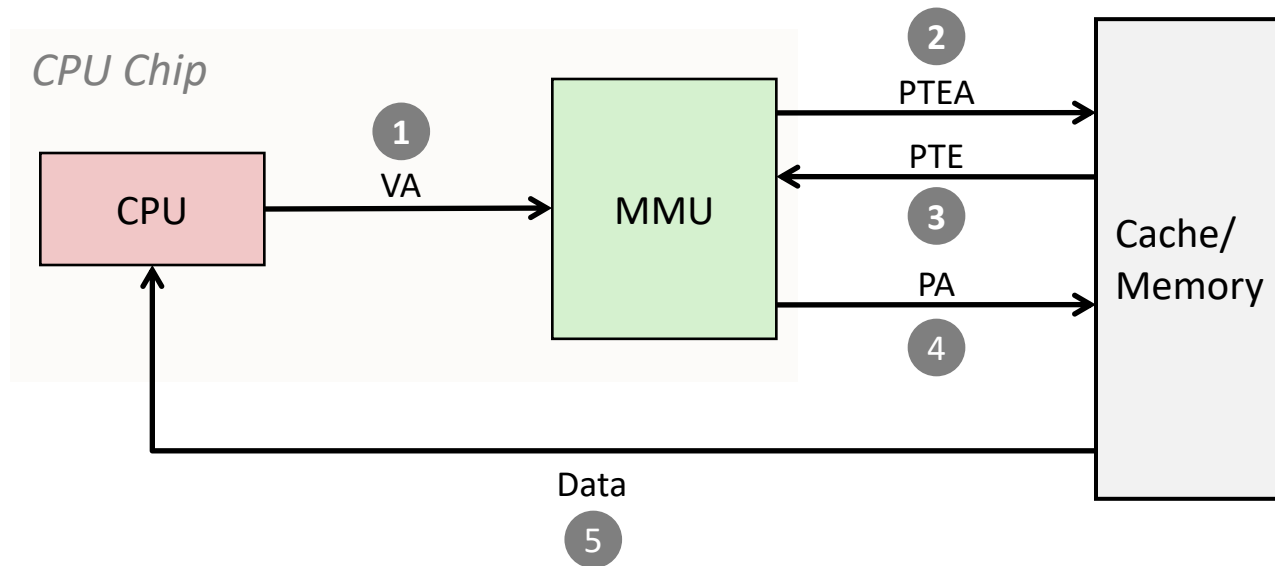 CPU Chip
2
PTEA
1
VA
PTE
CPU
MMU
3
Cache/
Memory
PA
4
Data
5